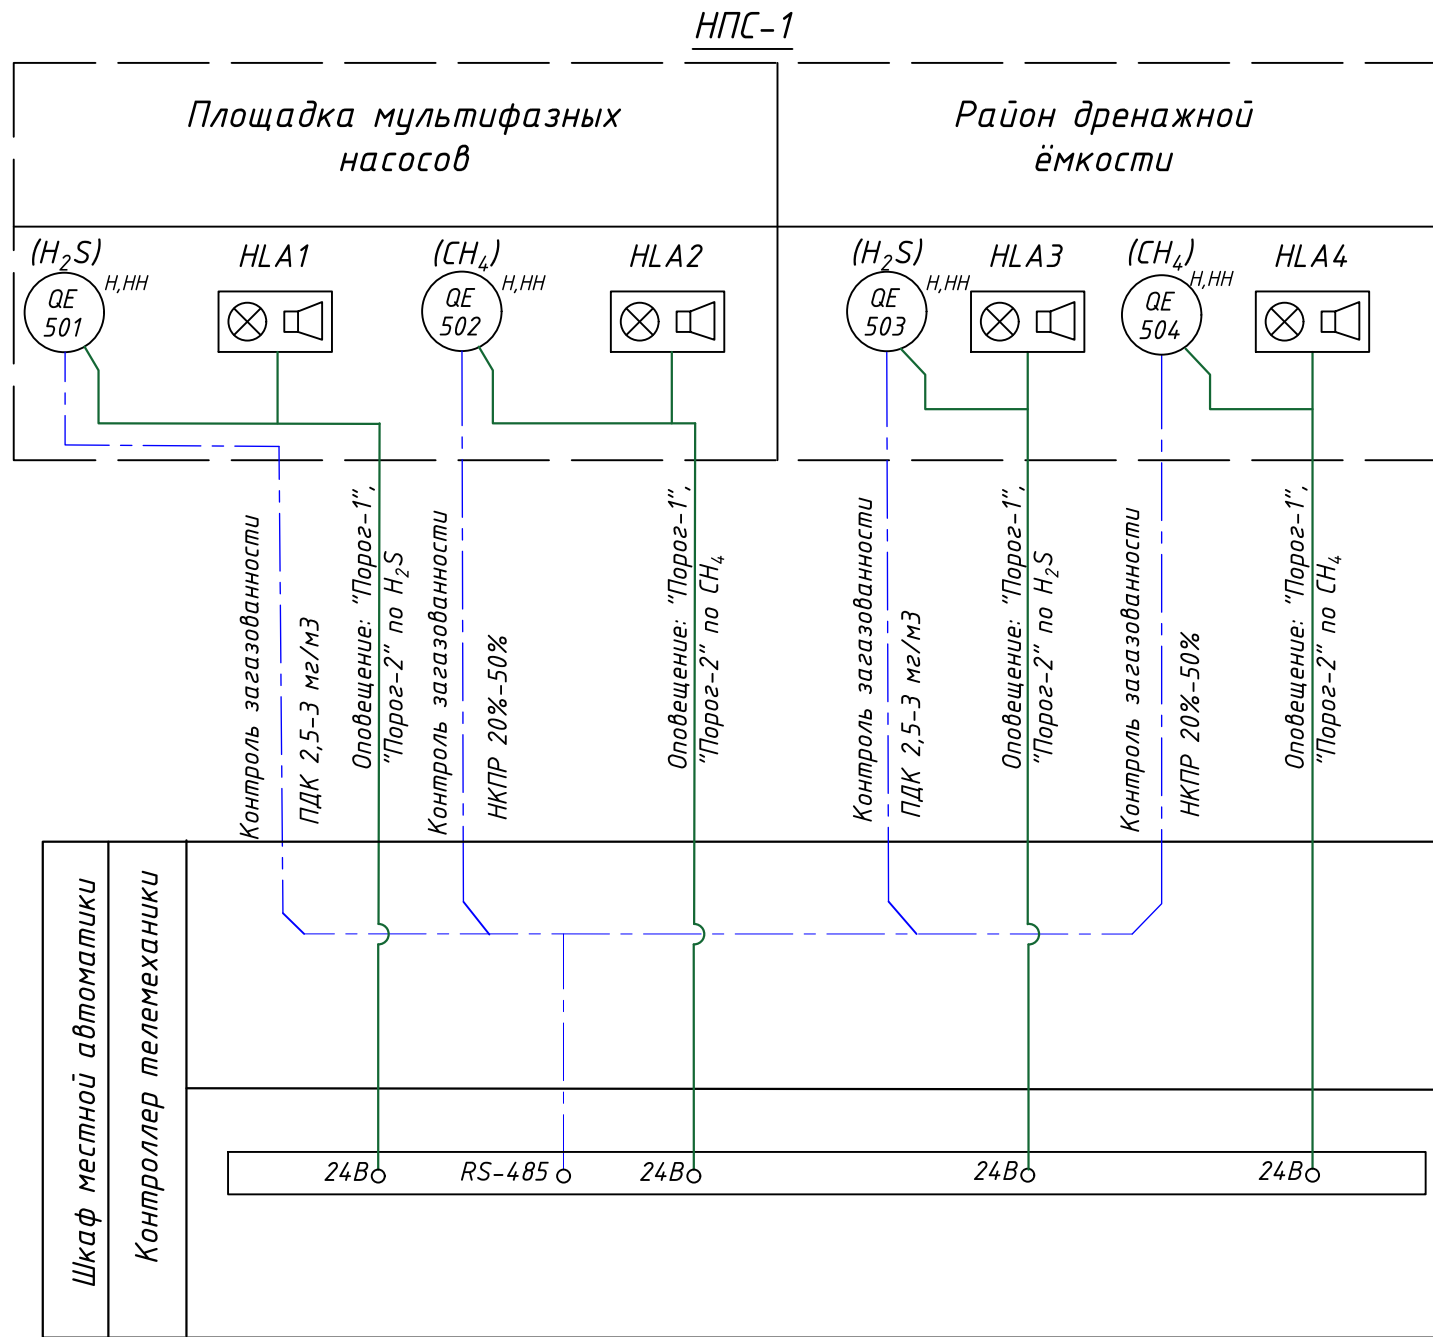 НПС-1
Площадка мультифазных
насосов
Район дренажной
ёмкости
(H₂S)
QE
501
H,HH
HLA1
(CH₄)
QE
502
H,HH
HLA2
(H₂S)
QE
503
H,HH
HLA3
(CH₄)
QE
504
H,HH
HLA4
Контроль загазованности
ПДК 2,5-3 мг/м3
Оповещение: "Порог-1",
"Порог-2" по H₂S
Контроль загазованности
НКПР 20%-50%
Оповещение: "Порог-1",
"Порог-2" по CH₄
Контроль загазованности
ПДК 2,5-3 мг/м3
Оповещение: "Порог-1",
"Порог-2" по H₂S
Контроль загазованности
НКПР 20%-50%
Оповещение: "Порог-1",
"Порог-2" по CH₄
Шкаф местной автоматики
Контроллер телемеханики
24В
RS-485
24В
24В
24В